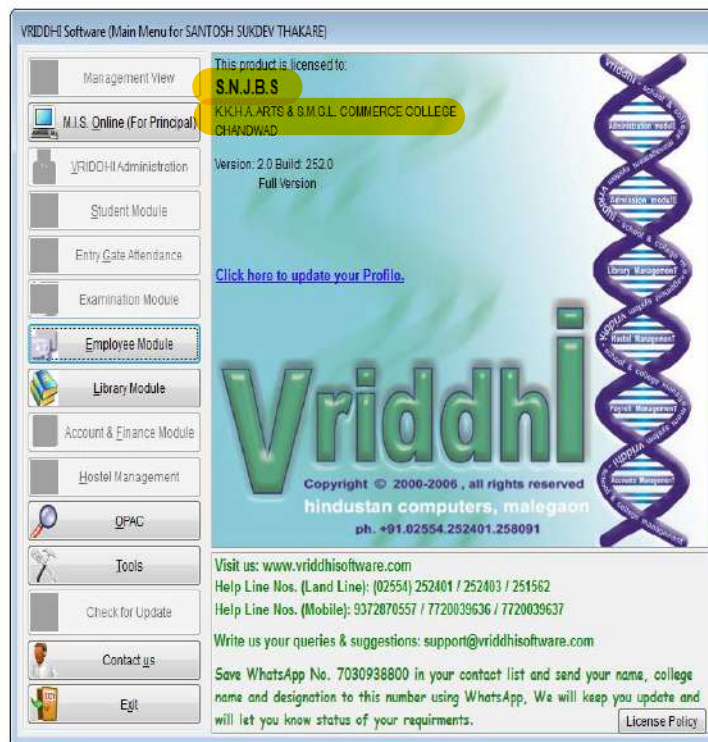 VRIDDHI Software (Main Menu for SANTOSH SUKDEV THAKARE)
Management View
M.I.S. Online (For Principal)
VRIDDHI Administration
Student Module
Entry Gate Attendance
Examination Module
Employee Module
Library Module
Account & Finance Module
Hostel Management
OPAC
Tools
Check for Update
Contact us
Exit
This product is licensed to:
S.N.J.B.S
K.K.H.A. ARTS & S.M.G.L. COMMERCE COLLEGE
CHANDWAD
Version: 2.0 Build: 252.0
Full Version
Click here to update your Profile.
Vriddhi
Copyright © 2000-2006 , all rights reserved
hindustan computers, malegaon
ph. +91.02554.252401.258091
vriddhi - school &
Administration modulE
Admission modulE
Library ManagemenT
Hostel ManagemenT
Payroll ManagemenT
Accounts ManagemenT
Visit us: www.vriddhisoftware.com
Help Line Nos. (Land Line): (02554) 252401 / 252403 / 251562
Help Line Nos. (Mobile): 9372870557 / 7720039636 / 7720039637
Write us your queries & suggestions: support@vriddhisoftware.com
Save WhatsApp No. 7030938800 in your contact list and send your name, college
name and designation to this number using WhatsApp, We will keep you update and
will let you know status of your requirments.
License Policy